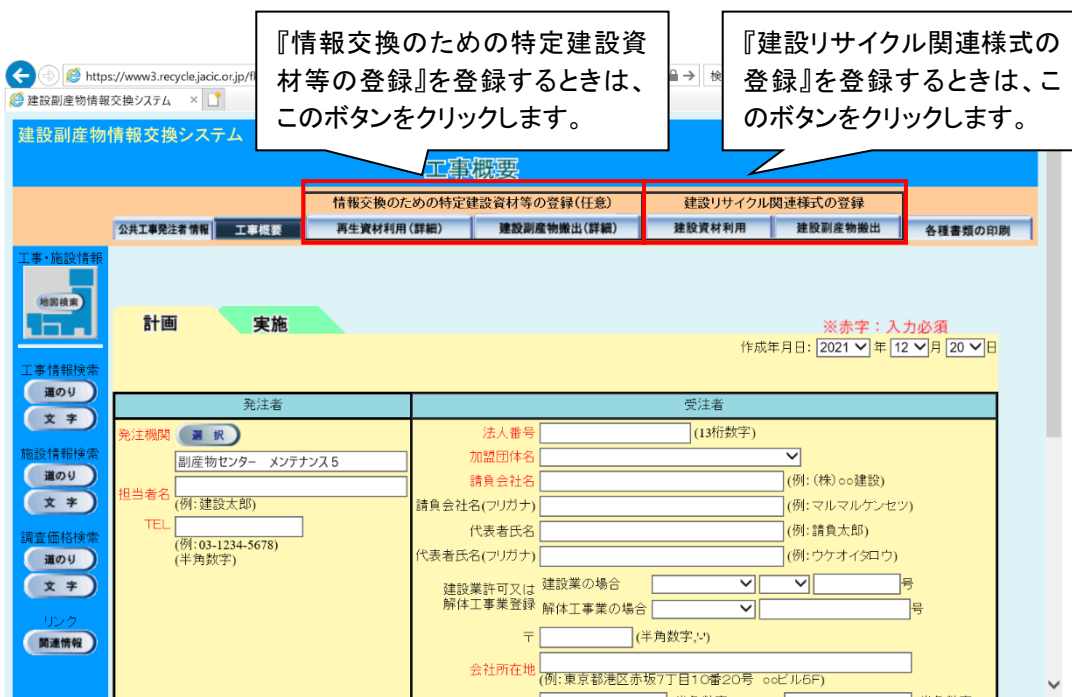 『情報交換のための特定建設資
材等の登録』を登録するときは、
このボタンをクリックします。
『建設リサイクル関連様式の
登録』を登録するときは、こ
のボタンをクリックします。
https://www3.recycle.jacic.or.jp/fl
検
建設副産物情報交換システム
建設副産物情報交換システム
工事概要
情報交換のための特定建設資材等の登録(任意)
建設リサイクル関連様式の登録
公共工事発注者情報
工事概要
再生資材利用(詳細)
建設副産物搬出(詳細)
建設資材利用
建設副産物搬出
各種書類の印刷
工事・施設情報
地図検索
工事情報検索
道のり
文 字
施設情報検索
道のり
文 字
調査価格検索
道のり
文 字
リンク
関連情報
計画
実施
※赤字：入力必須
作成年月日: 2021 年 12 月 20 日
発注者
発注機関 選 択
副産物センター メンテナンス5
担当者名
(例:建設太郎)
TEL
(例:03-1234-5678)
(半角数字)
受注者
法人番号 (13桁数字)
加盟団体名
請負会社名 (例:(株)○○建設)
請負会社名(フリガナ) (例:マルマルケンセツ)
代表者氏名 (例:請負太郎)
代表者氏名(フリガナ) (例:ウケオイタロウ)
建設業許可又は
解体工事業登録
建設業の場合 号
解体工事業の場合 号
〒 (半角数字,'-')
会社所在地
(例:東京都港区赤坂7丁目10番20号 ○○ビル6F)